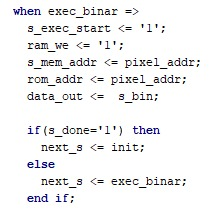 when exec_binar =>
s_exec_start <= '1';
ram_we <= '1';
s_mem_addr <= pixel_addr;
rom_addr <= pixel_addr;
data_out <= s_bin;
if(s_done='1') then
next_s <= init;
else
next_s <= exec_binar;
end if;